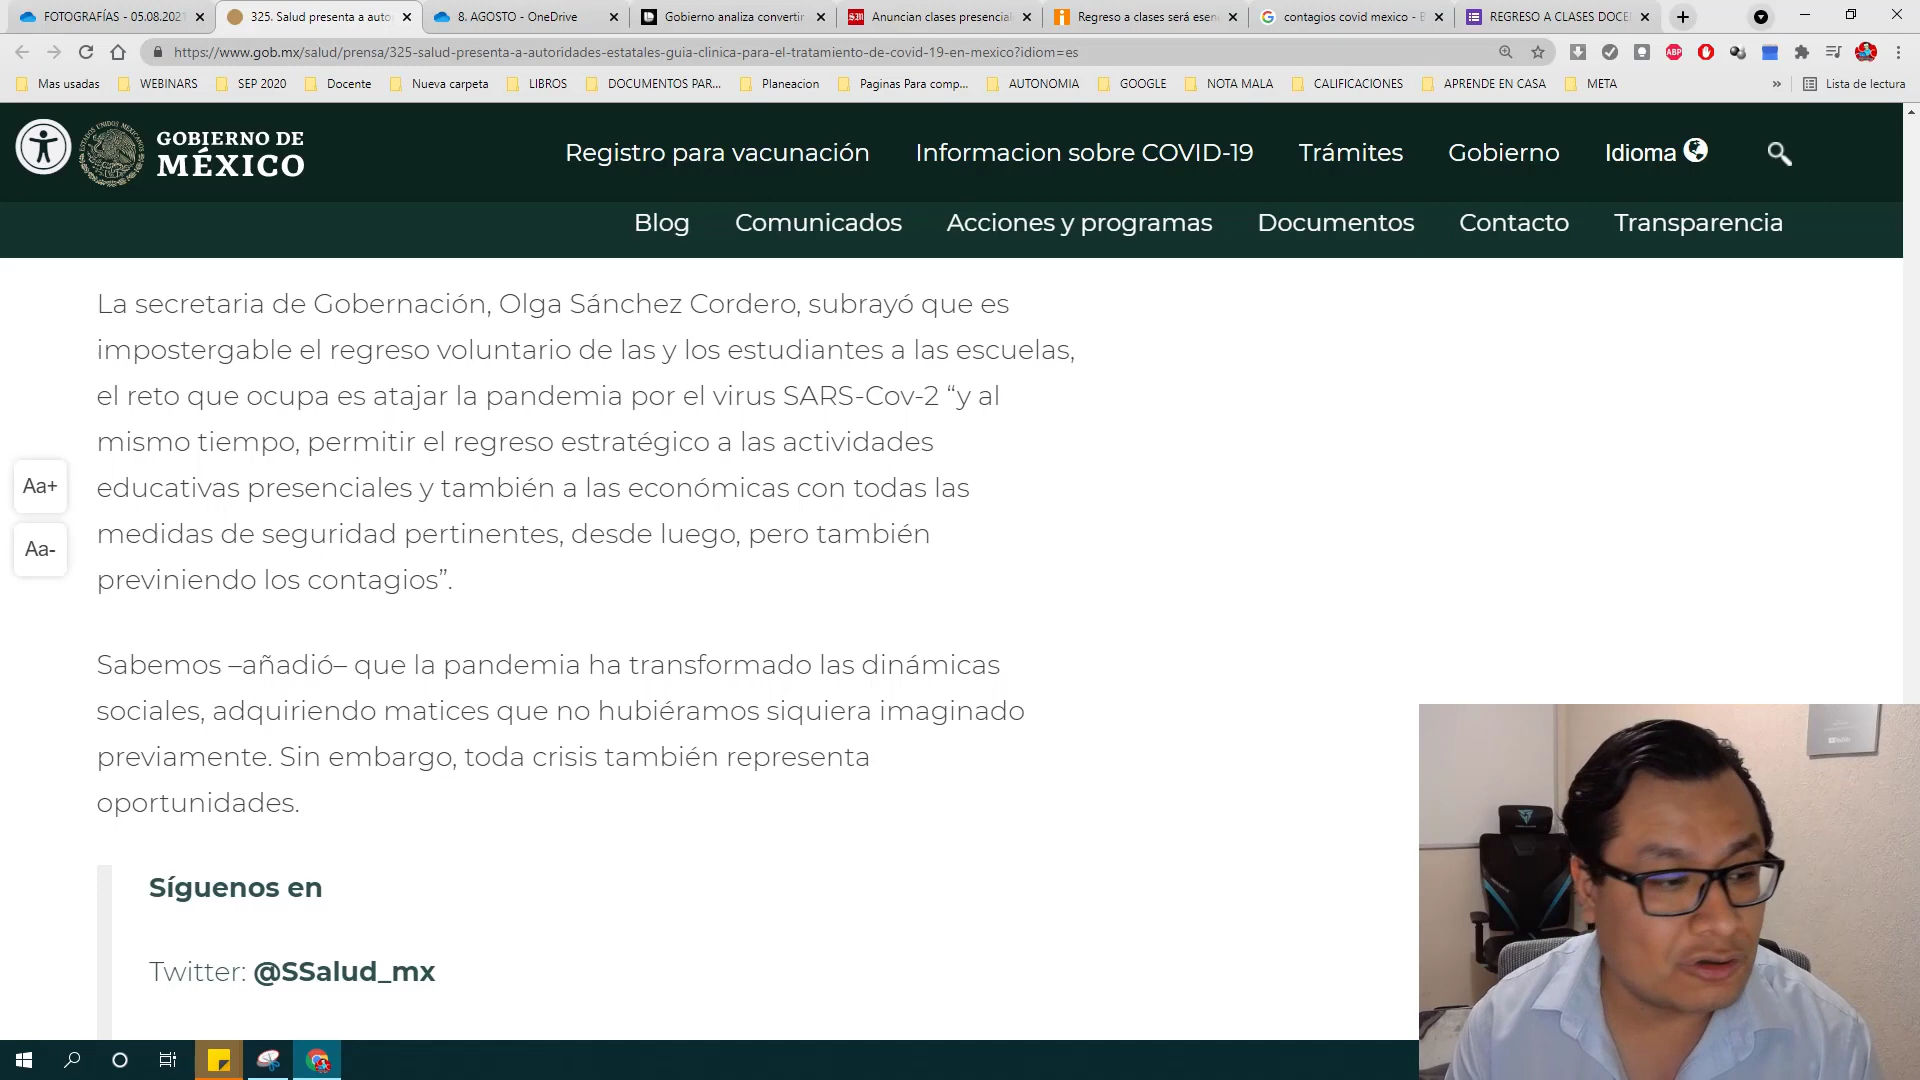 FOTOGRAFÍAS - 05.08.2021
325. Salud presenta a auto
8. AGOSTO - OneDrive
Gobierno analiza convertir
Anuncian clases presencial
Regreso a clases será esen
contagios covid mexico - B
REGRESO A CLASES DOCE
https://www.gob.mx/salud/prensa/325-salud-presenta-a-autoridades-estatales-guia-clinica-para-el-tratamiento-de-covid-19-en-mexico?idiom=es
ABP
Mas usadas
WEBINARS
SEP 2020
Docente
Nueva carpeta
LIBROS
DOCUMENTOS PAR...
Planeacion
Paginas Para comp...
AUTONOMIA
GOOGLE
NOTA MALA
CALIFICACIONES
APRENDE EN CASA
META
»
Lista de lectura
GOBIERNO DE
MÉXICO
Registro para vacunación
Informacion sobre COVID-19
Trámites
Gobierno
Idioma
Blog
Comunicados
Acciones y programas
Documentos
Contacto
Transparencia
La secretaria de Gobernación, Olga Sánchez Cordero, subrayó que es
impostergable el regreso voluntario de las y los estudiantes a las escuelas,
el reto que ocupa es atajar la pandemia por el virus SARS-Cov-2 “y al
mismo tiempo, permitir el regreso estratégico a las actividades
educativas presenciales y también a las económicas con todas las
medidas de seguridad pertinentes, desde luego, pero también
previniendo los contagios”.
Aa+
Aa-
Sabemos –añadió– que la pandemia ha transformado las dinámicas
sociales, adquiriendo matices que no hubiéramos siquiera imaginado
previamente. Sin embargo, toda crisis también representa
oportunidades.
Síguenos en
Twitter: @SSalud_mx